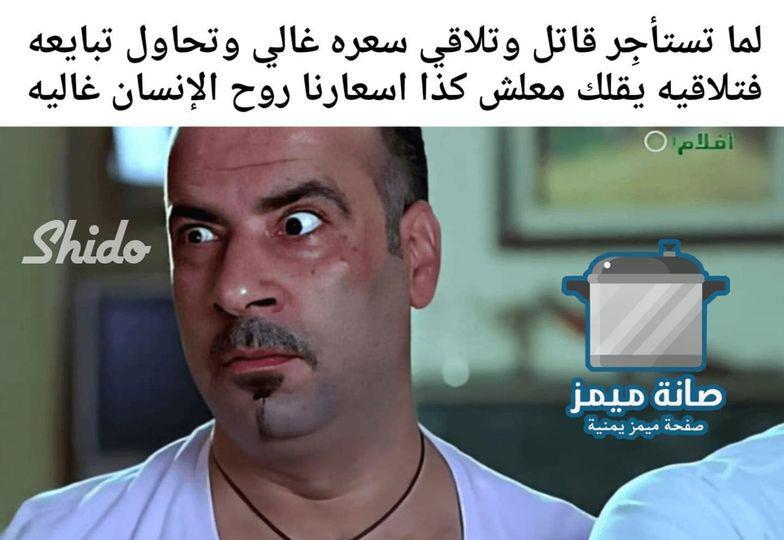 لما تستأجِر قاتل وتلاقي سعره غالي وتحاول تبايعه
فتلاقيه يقلك معلش كذا اسعارنا روح الإنسان غاليه
أفلام!
Shido
صانة ميمز
صفحة ميمز يمنية